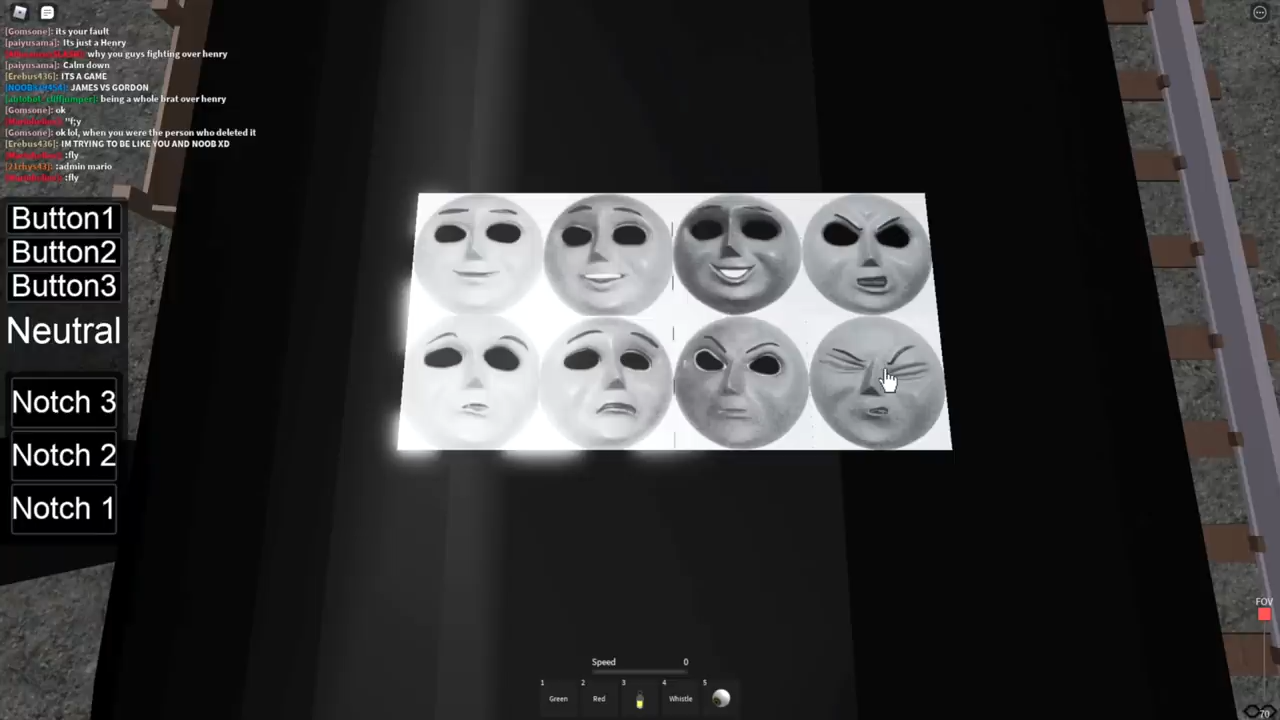 [Gomsone]: its your fault
[paiyusama]: Its just a Henry
why you guys fighting over henry
[paiyusama]: Calm down
[Erebus436]: ITS A GAME
JAMES VS GORDON
being a whole brat over henry
[Gomsone]: ok
"f;y
[Gomsone]: ok lol, when you were the person who deleted it
[Erebus436]: IM TRYING TO BE LIKE YOU AND NOOB XD
:fly
[21rhys43]: :admin mario
:fly
Button1
Button2
Button3
Neutral
Notch 3
Notch 2
Notch 1
FOV
70
Speed 0
1 2 3 4 5
Green Red Whistle